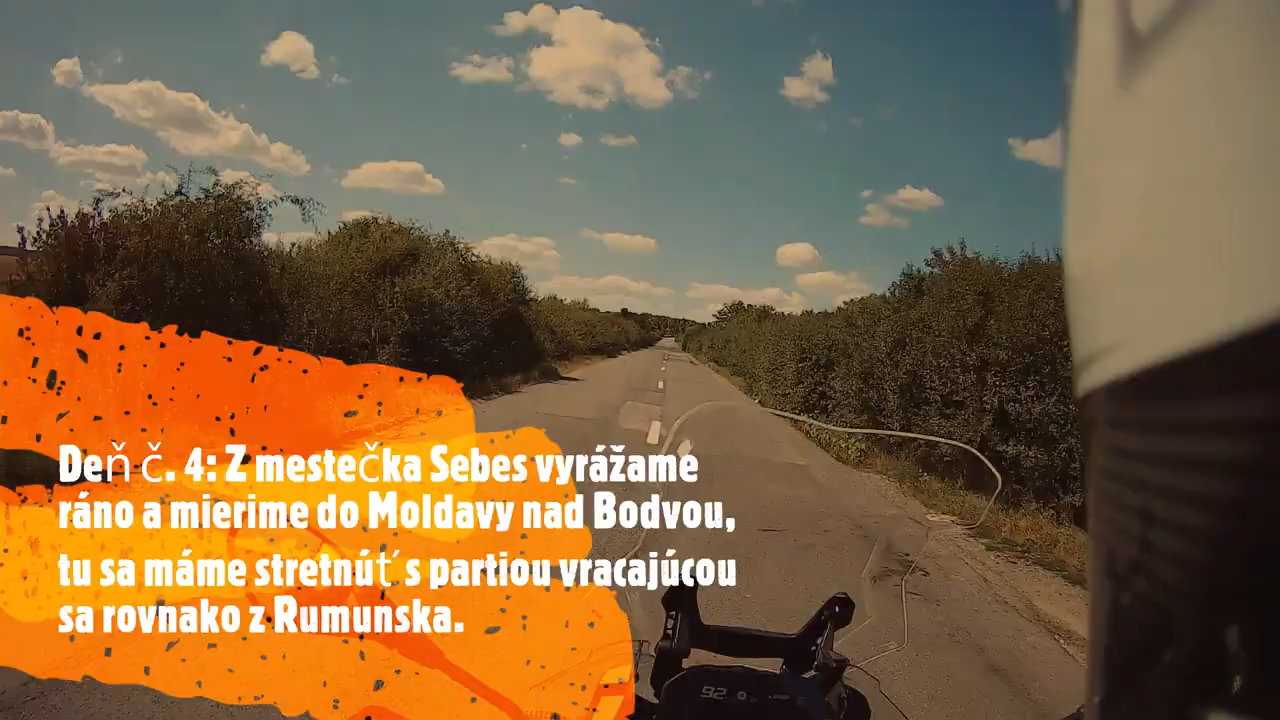 Deň č. 4: Z mestečka Sebes vyrážame
ráno a mierime do Moldavy nad Bodvou,
tu sa máme stretnúť s partiou vracajúcou
sa rovnako z Rumunska.
92